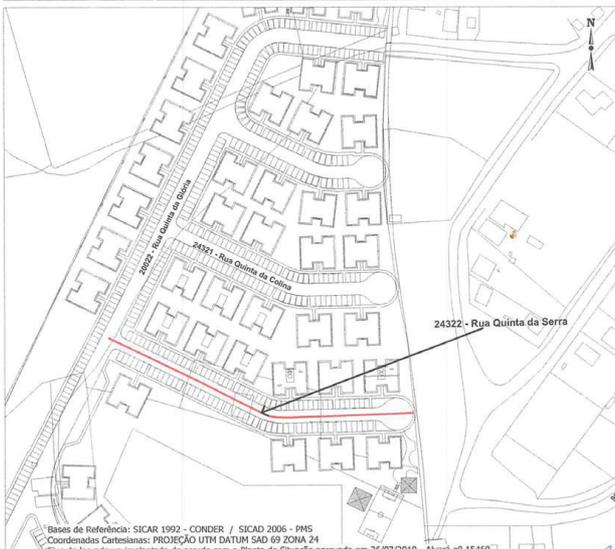 N
20022 - Rua Quinta da Glória
24321 - Rua Quinta da Colina
24322 - Rua Quinta da Serra
Bases de Referência: SICAR 1992 - CONDER / SICAD 2006 - PMS
Coordenadas Cartesianas: PROJEÇÃO UTM DATUM SAD 69 ZONA 24